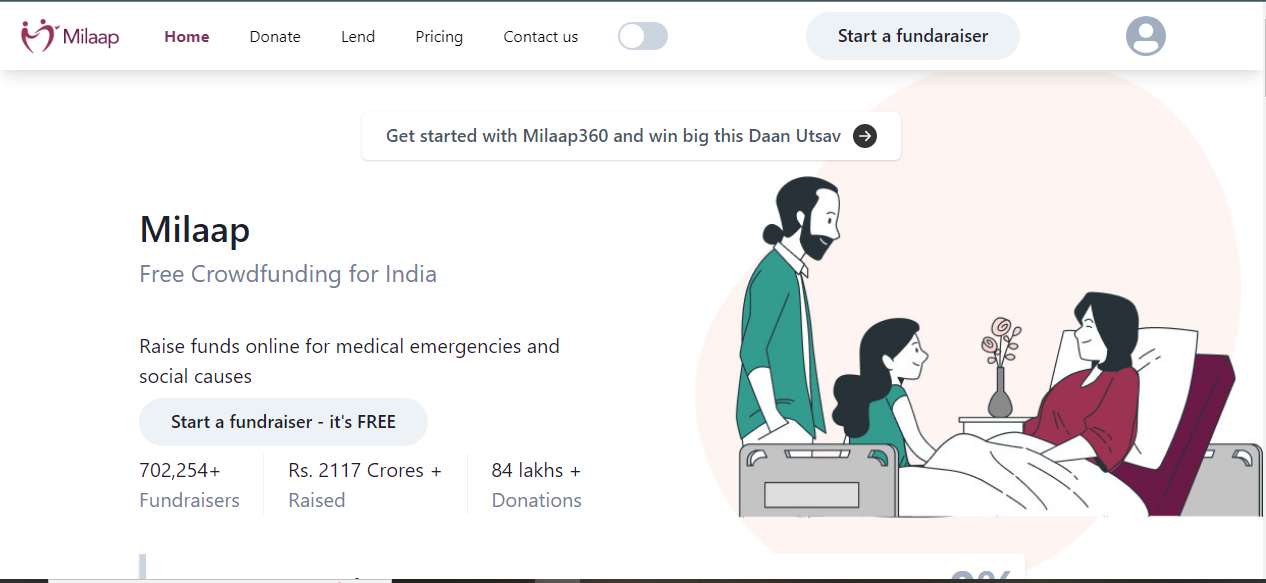 Milaap
Home
Donate
Lend
Pricing
Contact us
Start a fundaraiser
Get started with Milaap360 and win big this Daan Utsav
Milaap
Free Crowdfunding for India
Raise funds online for medical emergencies and
social causes
Start a fundraiser - it's FREE
702,254+
Fundraisers
Rs. 2117 Crores +
Raised
84 lakhs +
Donations